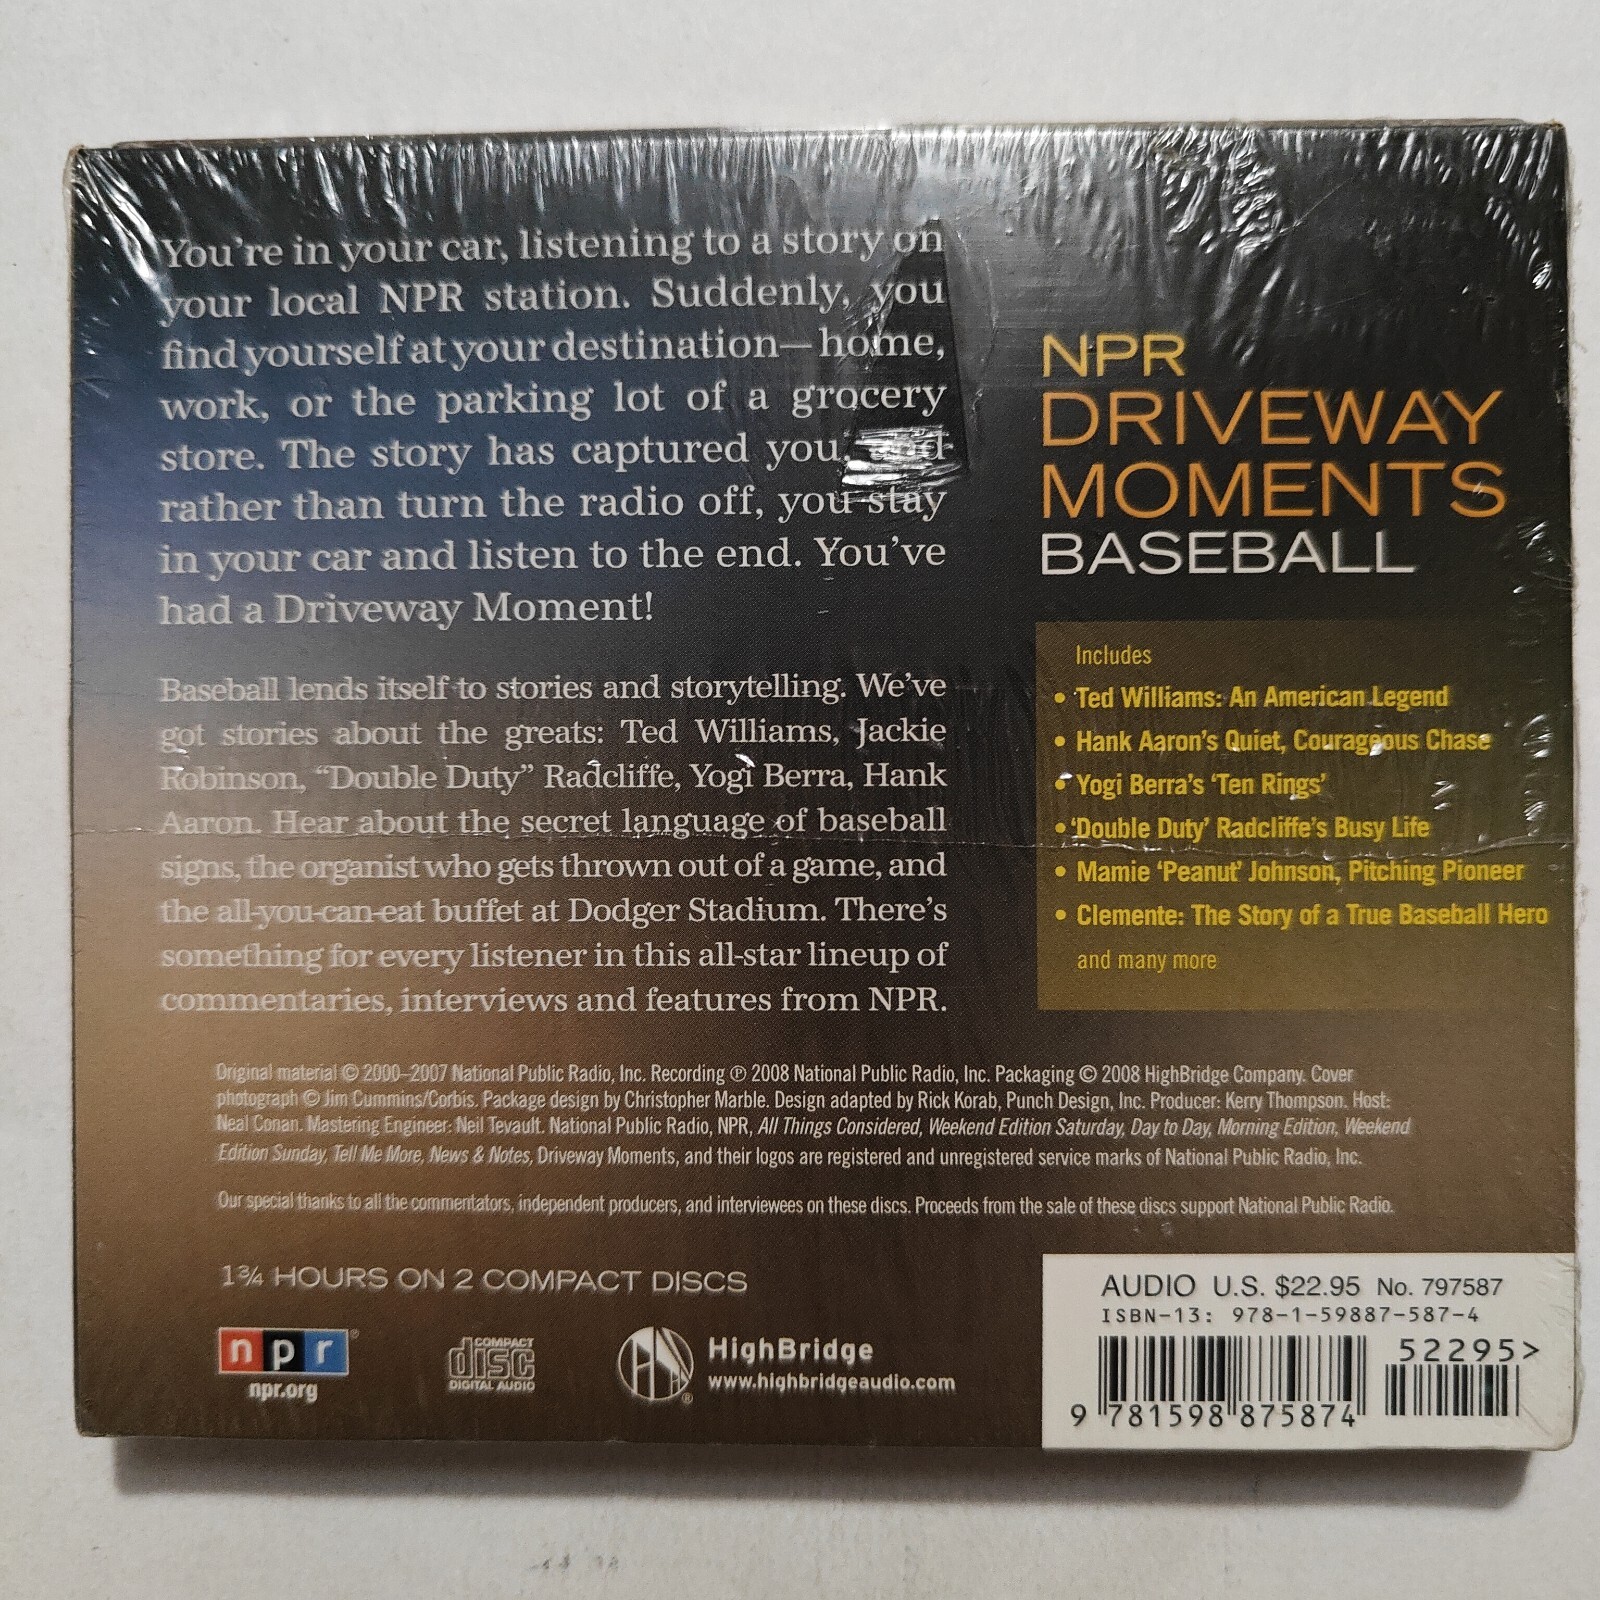 You're in your car, listening to a story on
your local NPR station. Suddenly, you
find yourself at your destination—home,
work, or the parking lot of a grocery
store. The story has captured you, and
rather than turn the radio off, you stay
in your car and listen to the end. You've
had a Driveway Moment!
Baseball lends itself to stories and storytelling. We've
got stories about the greats: Ted Williams, Jackie
Robinson, "Double Duty" Radcliffe, Yogi Berra, Hank
Aaron. Hear about the secret language of baseball
signs, the organist who gets thrown out of a game, and
the all-you-can-eat buffet at Dodger Stadium. There's
something for every listener in this all-star lineup of
commentaries, interviews and features from NPR.
NPR
DRIVEWAY
MOMENTS
BASEBALL
Includes
• Ted Williams: An American Legend
• Hank Aaron's Quiet, Courageous Chase
• Yogi Berra's 'Ten Rings'
• 'Double Duty' Radcliffe's Busy Life
• Mamie 'Peanut' Johnson, Pitching Pioneer
• Clemente: The Story of a True Baseball Hero
and many more
Original material © 2000–2007 National Public Radio, Inc. Recording ℗ 2008 National Public Radio, Inc. Packaging © 2008 HighBridge Company. Cover
photograph © Jim Cummins/Corbis. Package design by Christopher Marble. Design adapted by Rick Korab, Punch Design, Inc. Producer: Kerry Thompson. Host:
Neal Conan. Mastering Engineer: Neil Tevault. National Public Radio, NPR, All Things Considered, Weekend Edition Saturday, Day to Day, Morning Edition, Weekend
Edition Sunday, Tell Me More, News & Notes, Driveway Moments, and their logos are registered and unregistered service marks of National Public Radio, Inc.
Our special thanks to all the commentators, independent producers, and interviewees on these discs. Proceeds from the sale of these discs support National Public Radio.
1¾ HOURS ON 2 COMPACT DISCS
npr®
npr.org
COMPACT
disc
DIGITAL AUDIO
®
HighBridge
www.highbridgeaudio.com
AUDIO U.S. $22.95 No. 797587
ISBN-13: 978-1-59887-587-4
52295>
9 781598 875874